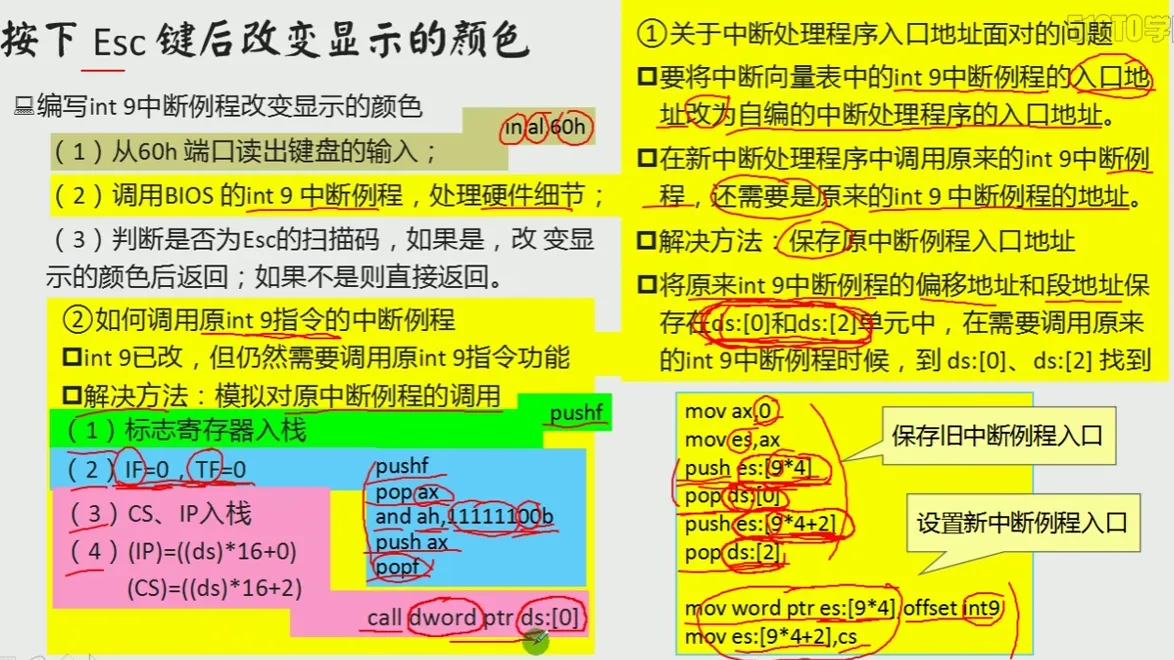 按下 Esc 键后改变显示的颜色
编写int 9中断例程改变显示的颜色
in al 60h
（1）从60h 端口读出键盘的输入；
（2）调用BIOS 的int 9 中断例程，处理硬件细节；
（3）判断是否为Esc的扫描码，如果是，改 变显
示的颜色后返回；如果不是则直接返回。
②如何调用原int 9指令的中断例程
int 9已改，但仍然需要调用原int 9指令功能
解决方法：模拟对原中断例程的调用
pushf
（1）标志寄存器入栈
（2）IF=0，TF=0
（3）CS、IP入栈
（4）(IP)=((ds)*16+0)
(CS)=((ds)*16+2)
pushf
pop ax
and ah,11111100b
push ax
popf
call dword ptr ds:[0]
①关于中断处理程序入口地址面对的问题
要将中断向量表中的int 9中断例程的入口地
址改为自编的中断处理程序的入口地址。
在新中断处理程序中调用原来的int 9中断例
程，还需要是原来的int 9 中断例程的地址。
解决方法：保存原中断例程入口地址
将原来int 9中断例程的偏移地址和段地址保
存在ds:[0]和ds:[2]单元中，在需要调用原来
的int 9中断例程时候，到 ds:[0]、ds:[2] 找到
mov ax,0
mov es,ax
push es:[9*4]
pop ds:[0]
push es:[9*4+2]
pop ds:[2]
保存旧中断例程入口
设置新中断例程入口
mov word ptr es:[9*4],offset int9
mov es:[9*4+2],cs